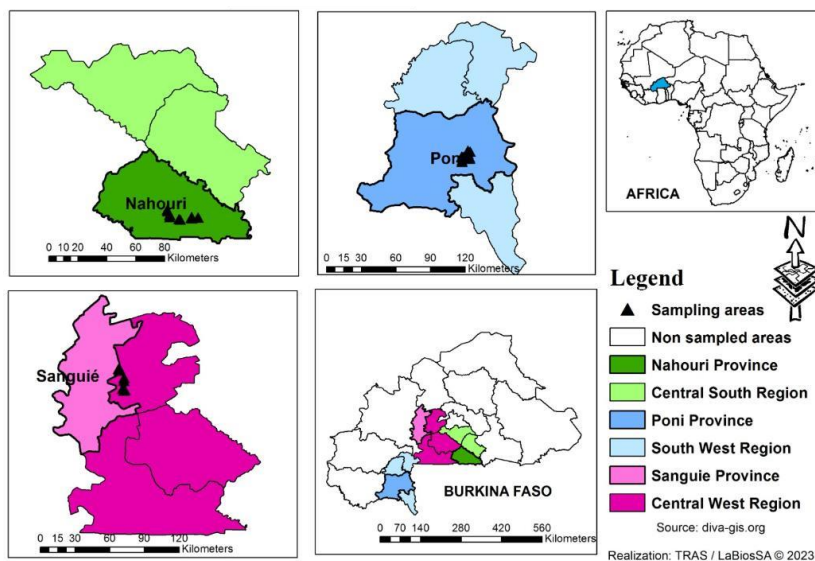 Nahouri
0 10 20 40 60 80
Kilometers
Pon
0 15 30 60 90 120
Kilometers
AFRICA
N
Sanguié
0 15 30 60 90 120
Kilometers
BURKINA FASO
0 70 140 280 420 560
Kilometers
Legend
Sampling areas
Non sampled areas
Nahouri Province
Central South Region
Poni Province
South West Region
Sanguie Province
Central West Region
Source: diva-gis.org
Realization: TRAS / LaBiosSA © 2023